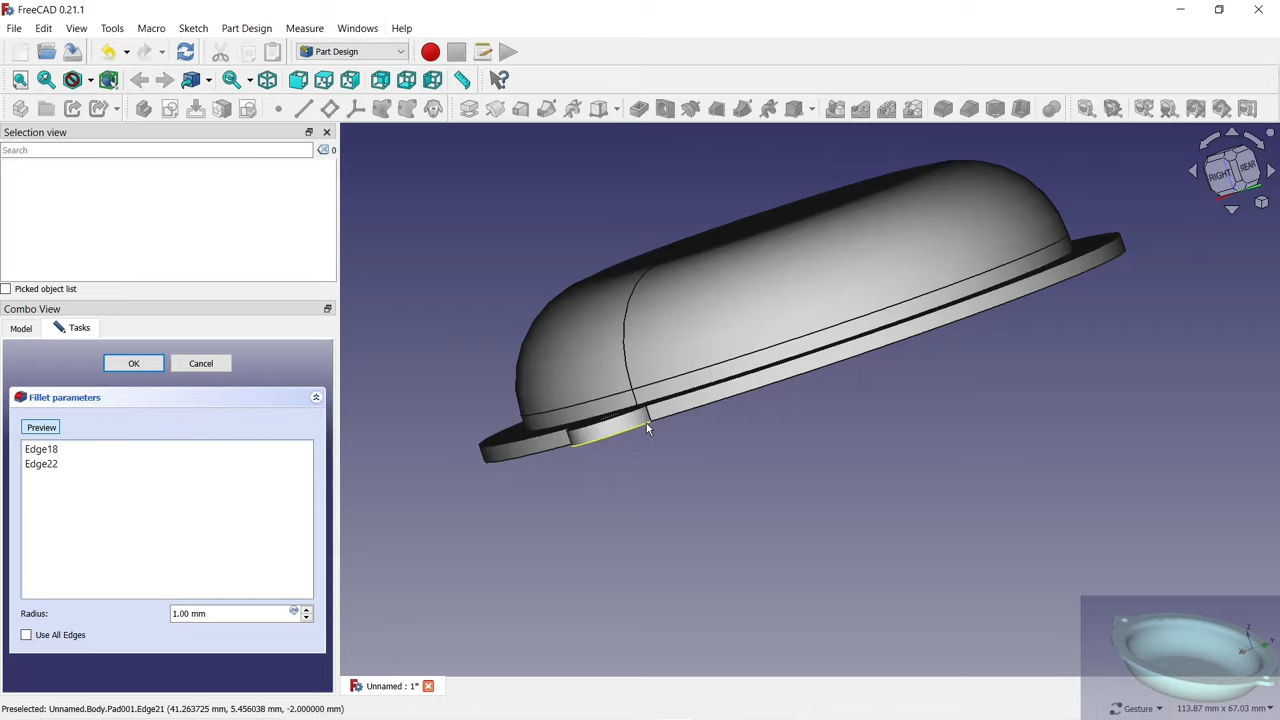 FreeCAD 0.21.1
File Edit View Tools Macro Sketch Part Design Measure Windows Help
Part Design
Selection view
Search
0
Picked object list
Combo View
Model Tasks
OK Cancel
Fillet parameters
Preview
Edge18
Edge22
Radius: 1.00 mm
Use All Edges
RIGHT REAR
Z
Y
X
Unnamed : 1*
Preselected: Unnamed.Body.Pad001.Edge21 (41.263725 mm, 5.456038 mm, -2.000000 mm)
Gesture 113.87 mm x 67.03 mm